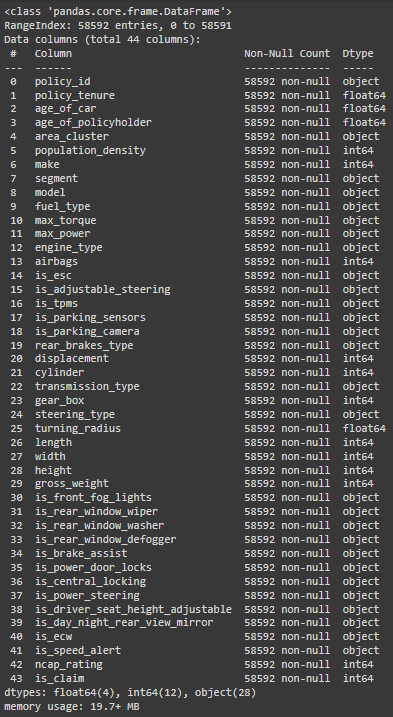 <class 'pandas.core.frame.DataFrame'>
RangeIndex: 58592 entries, 0 to 58591
Data columns (total 44 columns):
 #   Column                            Non-Null Count  Dtype
---  ------                            --------------  -----
 0   policy_id                         58592 non-null  object
 1   policy_tenure                     58592 non-null  float64
 2   age_of_car                        58592 non-null  float64
 3   age_of_policyholder               58592 non-null  float64
 4   area_cluster                      58592 non-null  object
 5   population_density                58592 non-null  int64
 6   make                              58592 non-null  int64
 7   segment                           58592 non-null  object
 8   model                             58592 non-null  object
 9   fuel_type                         58592 non-null  object
 10  max_torque                        58592 non-null  object
 11  max_power                         58592 non-null  object
 12  engine_type                       58592 non-null  object
 13  airbags                           58592 non-null  int64
 14  is_esc                            58592 non-null  object
 15  is_adjustable_steering            58592 non-null  object
 16  is_tpms                           58592 non-null  object
 17  is_parking_sensors                58592 non-null  object
 18  is_parking_camera                 58592 non-null  object
 19  rear_brakes_type                  58592 non-null  object
 20  displacement                      58592 non-null  int64
 21  cylinder                          58592 non-null  int64
 22  transmission_type                 58592 non-null  object
 23  gear_box                          58592 non-null  int64
 24  steering_type                     58592 non-null  object
 25  turning_radius                    58592 non-null  float64
 26  length                            58592 non-null  int64
 27  width                             58592 non-null  int64
 28  height                            58592 non-null  int64
 29  gross_weight                      58592 non-null  int64
 30  is_front_fog_lights               58592 non-null  object
 31  is_rear_window_wiper              58592 non-null  object
 32  is_rear_window_washer             58592 non-null  object
 33  is_rear_window_defogger           58592 non-null  object
 34  is_brake_assist                   58592 non-null  object
 35  is_power_door_locks               58592 non-null  object
 36  is_central_locking                58592 non-null  object
 37  is_power_steering                 58592 non-null  object
 38  is_driver_seat_height_adjustable  58592 non-null  object
 39  is_day_night_rear_view_mirror     58592 non-null  object
 40  is_ecw                            58592 non-null  object
 41  is_speed_alert                    58592 non-null  object
 42  ncap_rating                       58592 non-null  int64
 43  is_claim                          58592 non-null  int64
dtypes: float64(4), int64(12), object(28)
memory usage: 19.7+ MB